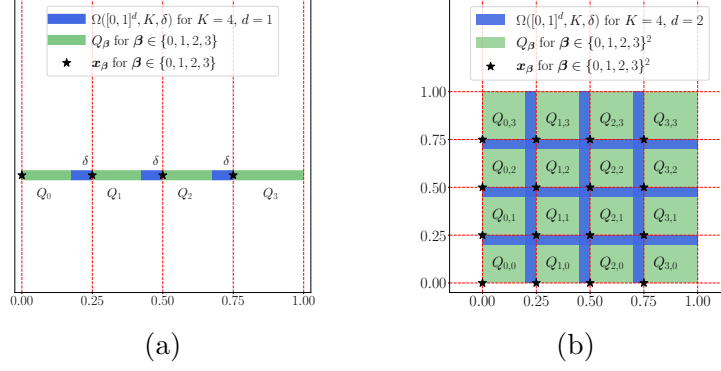 Ω([0, 1]^d, K, δ) for K = 4, d = 1
Q_β for β ∈ {0, 1, 2, 3}
x_β for β ∈ {0, 1, 2, 3}
δ δ δ
Q_0 Q_1 Q_2 Q_3
0.00 0.25 0.50 0.75 1.00
(a)
Ω([0, 1]^d, K, δ) for K = 4, d = 2
Q_β for β ∈ {0, 1, 2, 3}^2
x_β for β ∈ {0, 1, 2, 3}^2
1.00
Q_{0,3} Q_{1,3} Q_{2,3} Q_{3,3}
0.75
Q_{0,2} Q_{1,2} Q_{2,2} Q_{3,2}
0.50
Q_{0,1} Q_{1,1} Q_{2,1} Q_{3,1}
0.25
Q_{0,0} Q_{1,0} Q_{2,0} Q_{3,0}
0.00
0.00 0.25 0.50 0.75 1.00
(b)